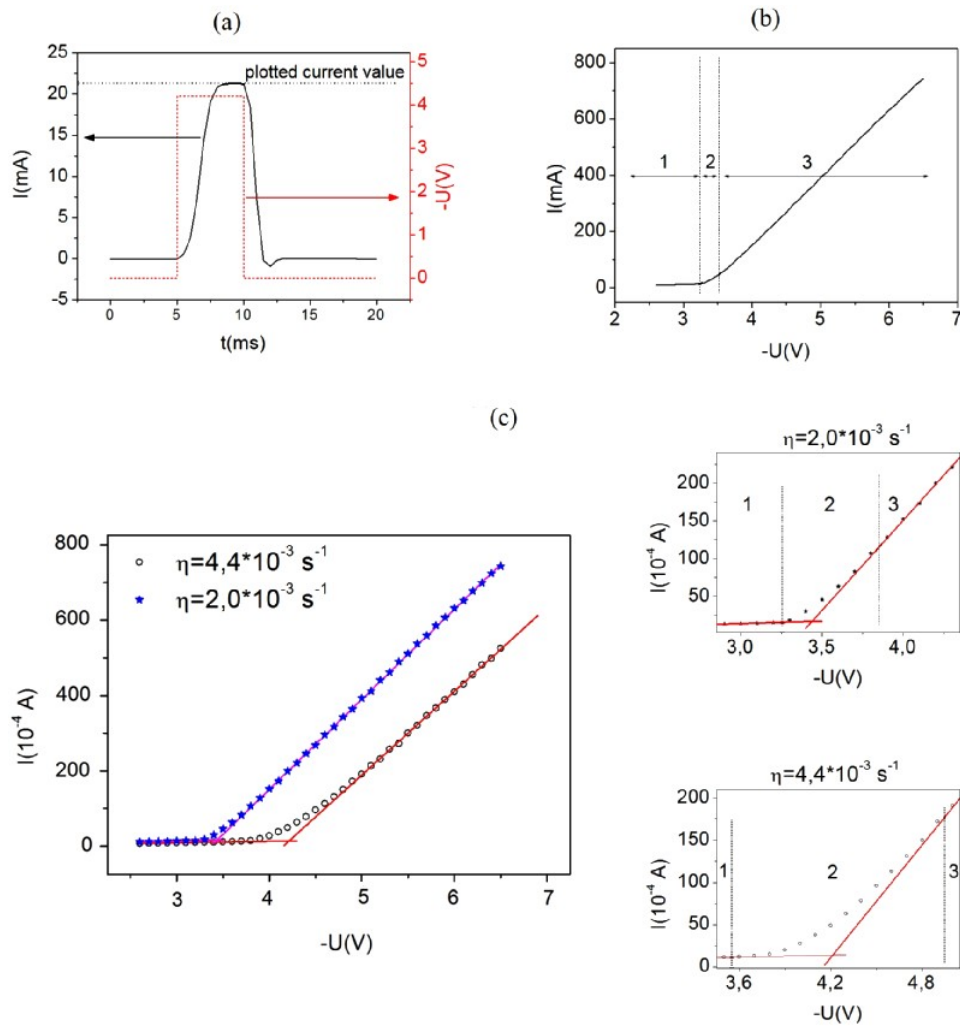 (a)
25
20
15
10
5
0
-5
I(mA)
plotted current value
5
4
3
2
1
0
-U(V)
0 5 10 15 20
t(ms)
(b)
800
600
400
200
0
I(mA)
1 2 3
2 3 4 5 6 7
-U(V)
(c)
800
600
400
200
0
I(10⁻⁴ A)
η=4,4*10⁻³ s⁻¹
η=2,0*10⁻³ s⁻¹
3 4 5 6 7
-U(V)
η=2,0*10⁻³ s⁻¹
200
150
100
50
I(10⁻⁴ A)
1 2 3
3,0 3,5 4,0
-U(V)
η=4,4*10⁻³ s⁻¹
200
150
100
50
0
I(10⁻⁴ A)
1 2 3
3,6 4,2 4,8
-U(V)